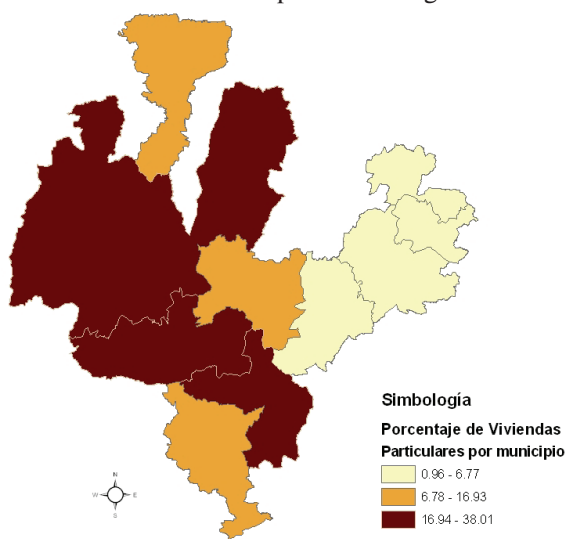 Simbología
Porcentaje de Viviendas
Particulares por municipio
0.96 - 6.77
6.78 - 16.93
16.94 - 38.01
N
W E
S